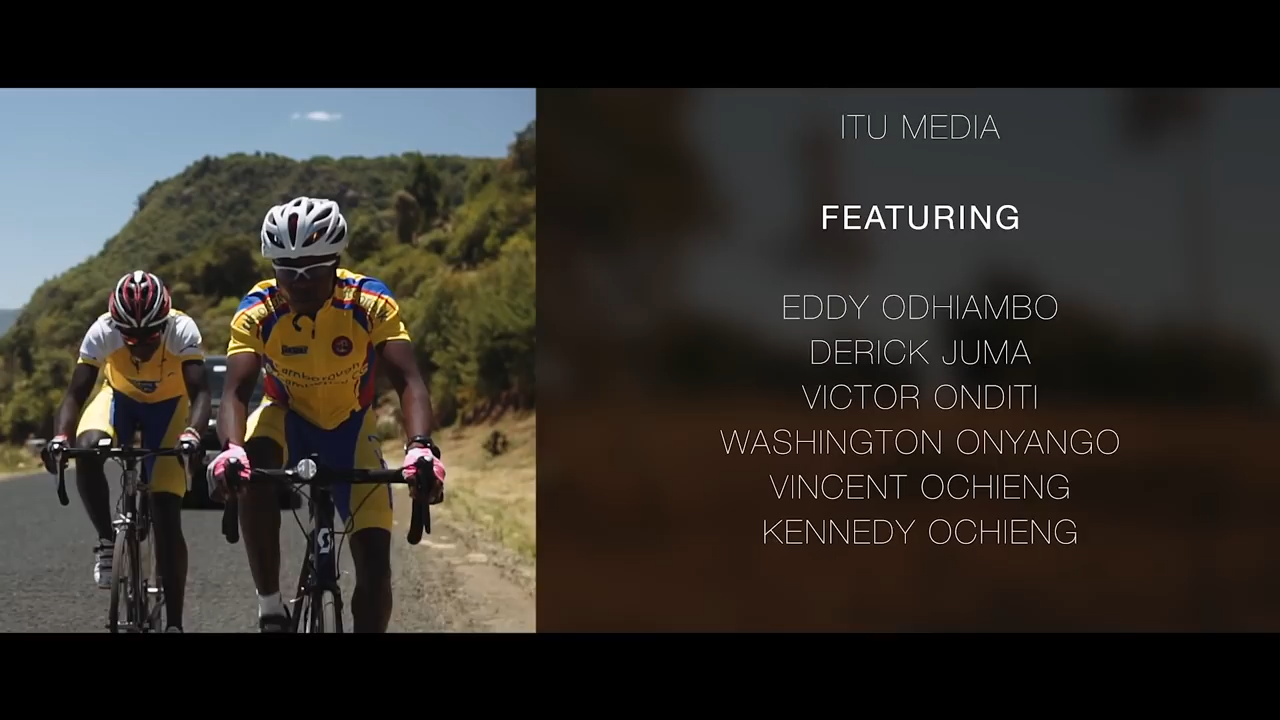 ITU MEDIA
FEATURING
EDDY ODHIAMBO
DERICK JUMA
VICTOR ONDITI
WASHINGTON ONYANGO
VINCENT OCHIENG
KENNEDY OCHIENG